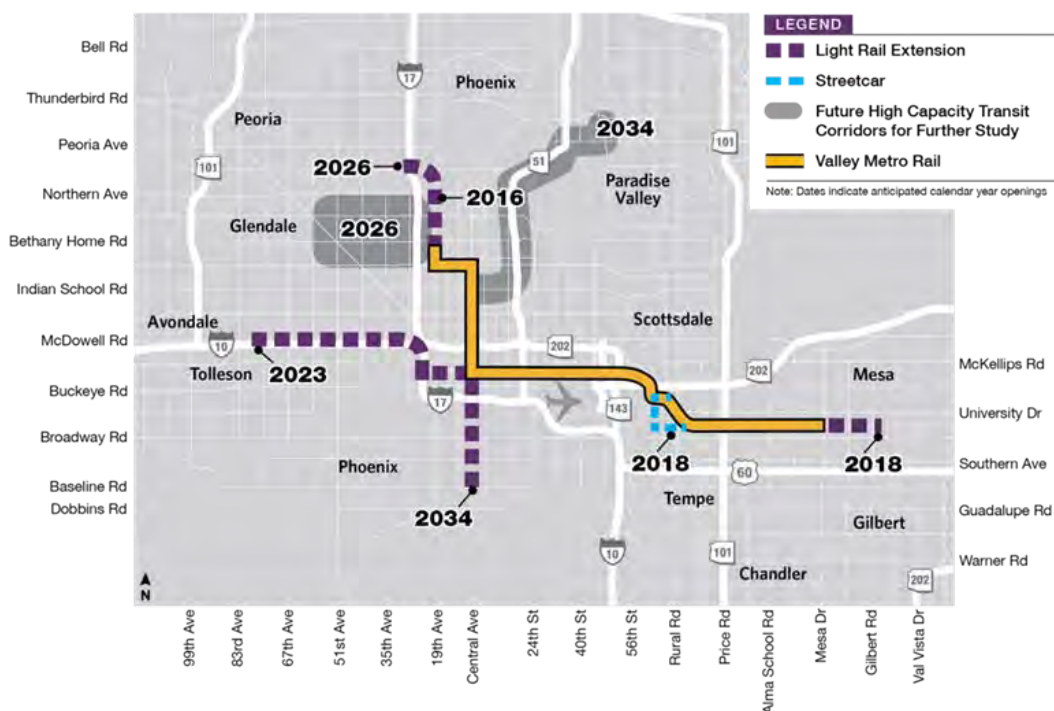 LEGEND
Light Rail Extension
Streetcar
Future High Capacity Transit
Corridors for Further Study
Valley Metro Rail
Note: Dates indicate anticipated calendar year openings
Bell Rd
Thunderbird Rd
Peoria Ave
Northern Ave
Bethany Home Rd
Indian School Rd
McDowell Rd
Buckeye Rd
Broadway Rd
Baseline Rd
Dobbins Rd
17
Phoenix
Peoria
101
51
2034
101
2026
2016
Paradise
Valley
Glendale
2026
Avondale
10
Tolleson
2023
Scottsdale
202
202
Mesa
17
143
2018
2018
60
Phoenix
2034
Tempe
Gilbert
10
101
Chandler
202
McKellips Rd
University Dr
Southern Ave
Guadalupe Rd
Warner Rd
N
99th Ave
83rd Ave
67th Ave
51st Ave
35th Ave
19th Ave
Central Ave
24th St
40th St
56th St
Rural Rd
Price Rd
Alma School Rd
Mesa Dr
Gilbert Rd
Val Vista Dr